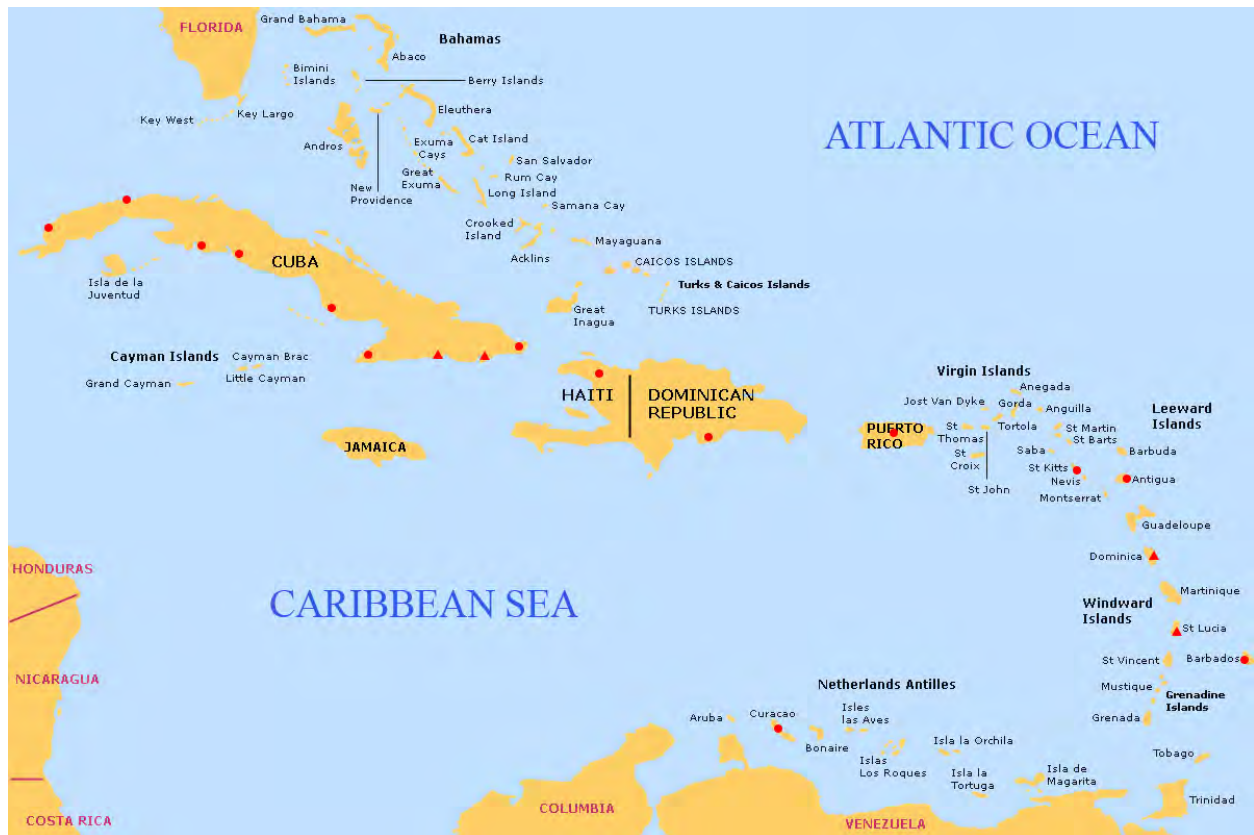 Grand Bahama
FLORIDA
Bahamas
Abaco
Bimini
Islands
Berry Islands
Key West
Key Largo
Eleuthera
ATLANTIC OCEAN
Andros
Exuma
Cays
Cat Island
San Salvador
Great
Exuma
Rum Cay
New
Providence
Long Island
Samana Cay
Crooked
Island
Mayaguana
Acklins
CUBA
CAICOS ISLANDS
Isla de la
Juventud
Turks & Caicos Islands
Great
Inagua
TURKS ISLANDS
Cayman Islands
Cayman Brac
Grand Cayman
Little Cayman
HAITI
DOMINICAN
REPUBLIC
JAMAICA
Virgin Islands
Anegada
Jost Van Dyke
Gorda
Anguilla
Leeward
Islands
PUERTO
RICO
St
Thomas
Tortola
St Martin
St Barts
St
Croix
Saba
Barbuda
St Kitts
Nevis
Antigua
St John
Montserrat
Guadeloupe
Dominica
HONDURAS
CARIBBEAN SEA
Martinique
Windward
Islands
St Lucia
St Vincent
Barbados
NICARAGUA
Netherlands Antilles
Mustique
Grenadine
Islands
Aruba
Curacao
Isles
las Aves
Grenada
Bonaire
Islas
Los Roques
Isla la Orchila
Tobago
Isla la
Tortuga
Isla de
Magarita
Trinidad
COSTA RICA
COLUMBIA
VENEZUELA